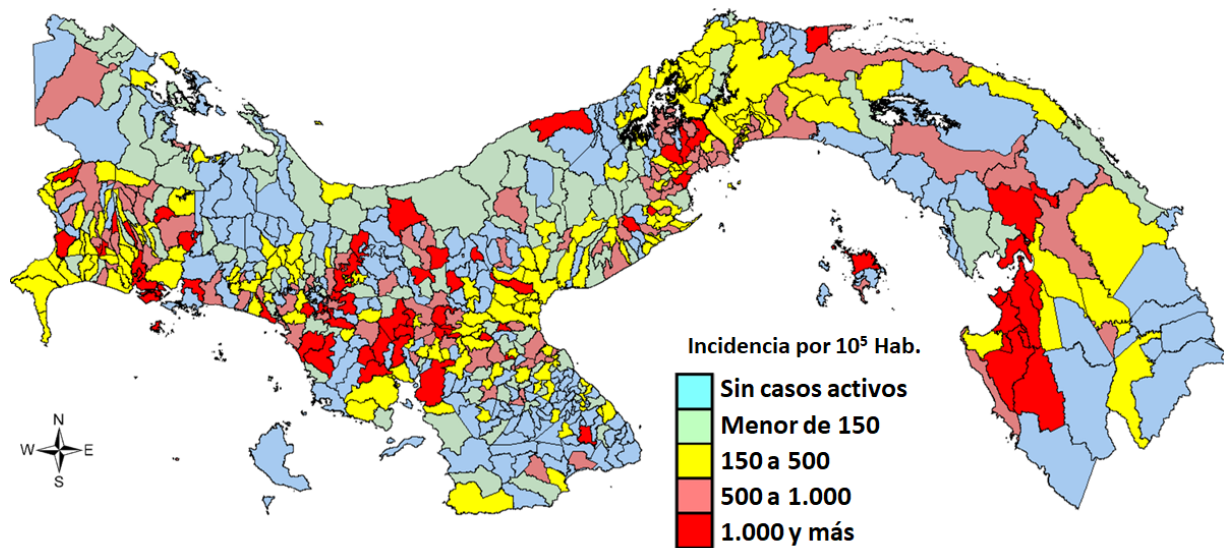 Incidencia por 10⁵ Hab.
Sin casos activos
Menor de 150
150 a 500
500 a 1.000
1.000 y más
N
W E
S